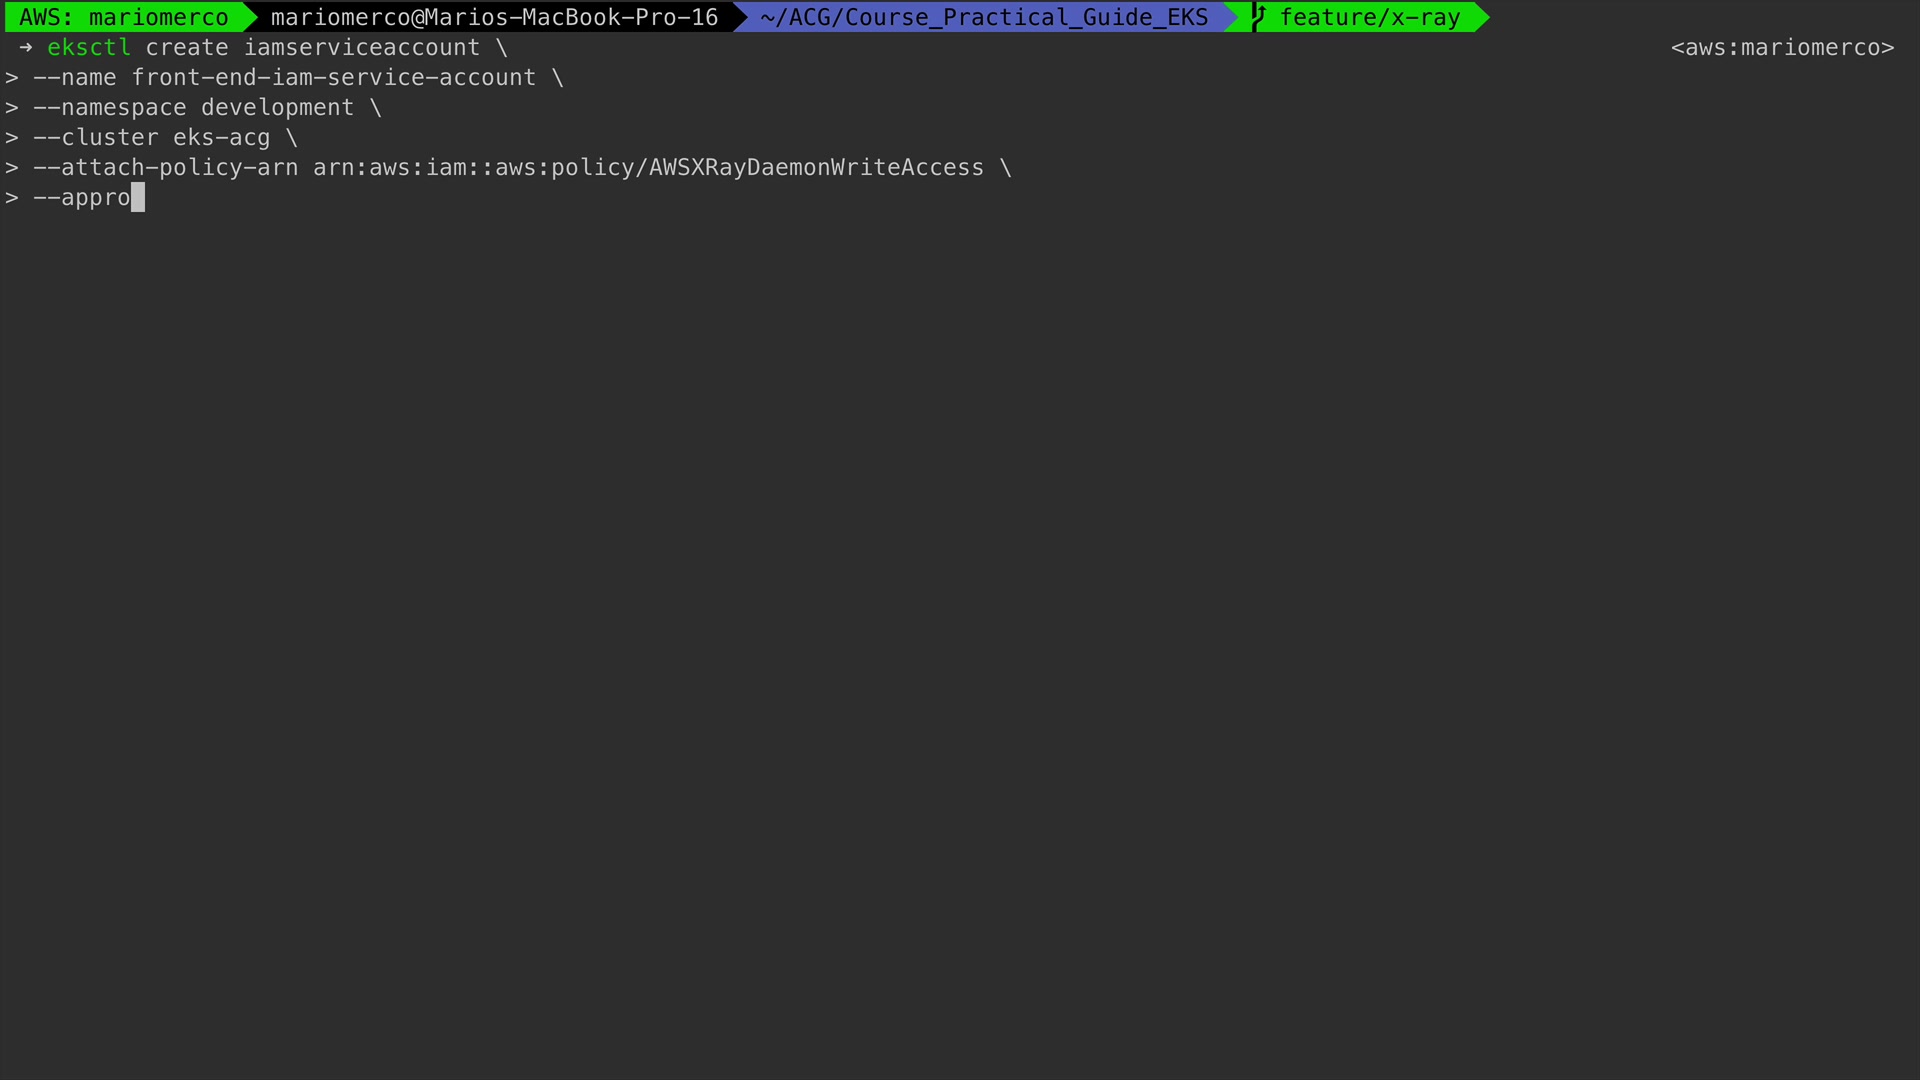 AWS: mariomerco mariomerco@Marios-MacBook-Pro-16 ~/ACG/Course_Practical_Guide_EKS feature/x-ray
→ eksctl create iamserviceaccount \ <aws:mariomerco>
> --name front-end-iam-service-account \
> --namespace development \
> --cluster eks-acg \
> --attach-policy-arn arn:aws:iam::aws:policy/AWSXRayDaemonWriteAccess \
> --appro